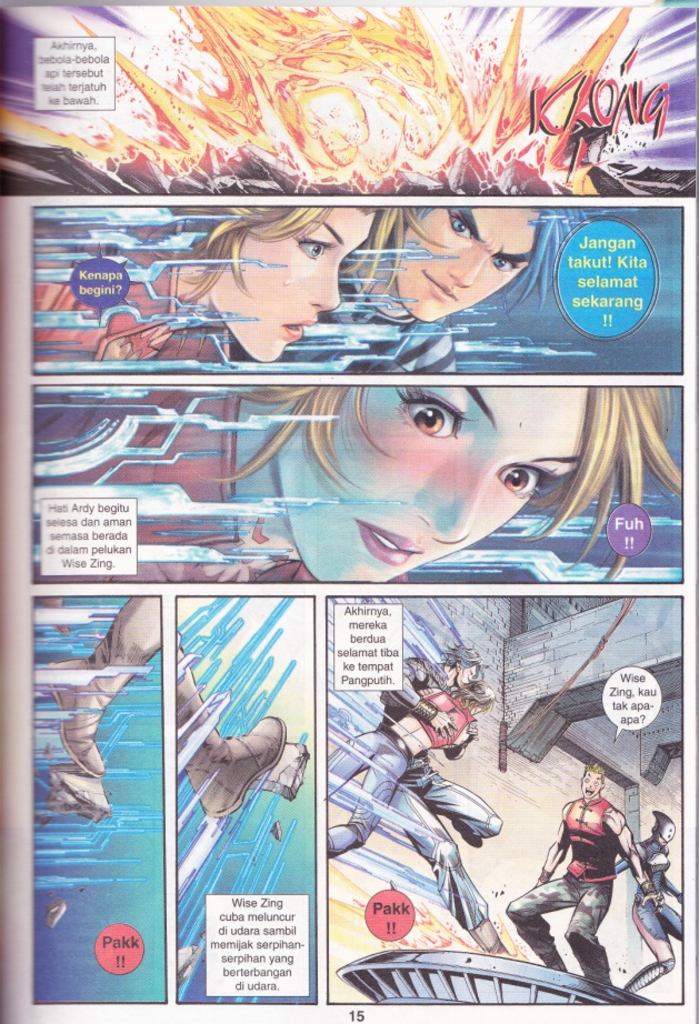 Akhirnya,
bebola-bebola
api tersebut
telah terjatuh
ke bawah.
Kenapa
begini?
Jangan
takut! Kita
selamat
sekarang
!!
Hati Ardy begitu
selesa dan aman
semasa berada
di dalam pelukan
Wise Zing.
Fuh
!!
Pakk
!!
Wise Zing
cuba meluncur
di udara sambil
memijak serpihan-
serpihan yang
berterbangan
di udara.
Akhirnya,
mereka
berdua
selamat tiba
ke tempat
Pangputih.
Wise
Zing, kau
tak apa-
apa?
Pakk
!!
15